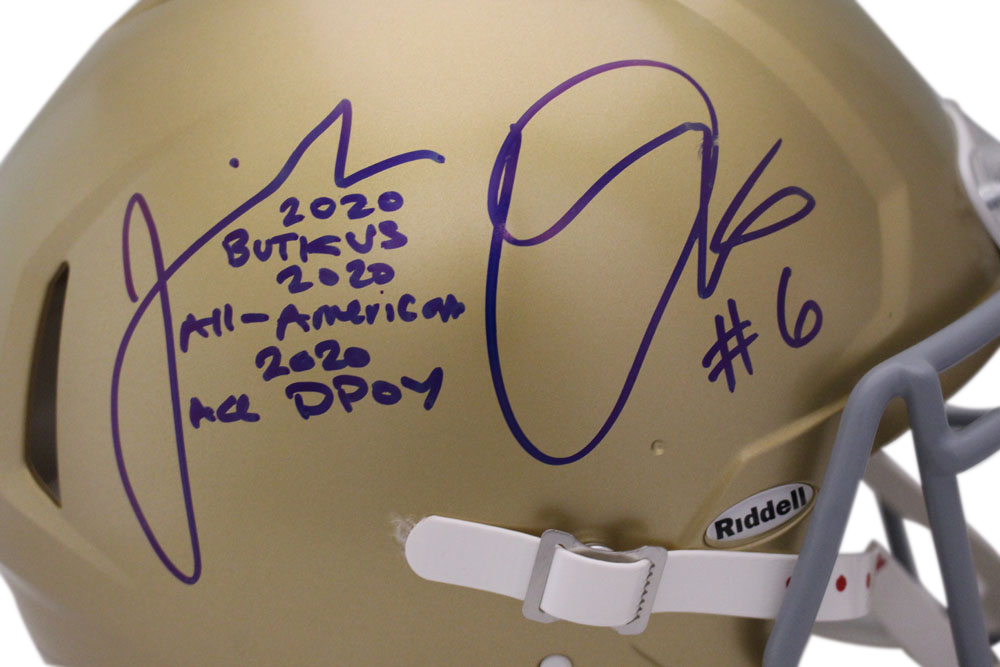 2020
BUTKUS
2020
All-American
2020
ACC DPOY
#6
Riddell